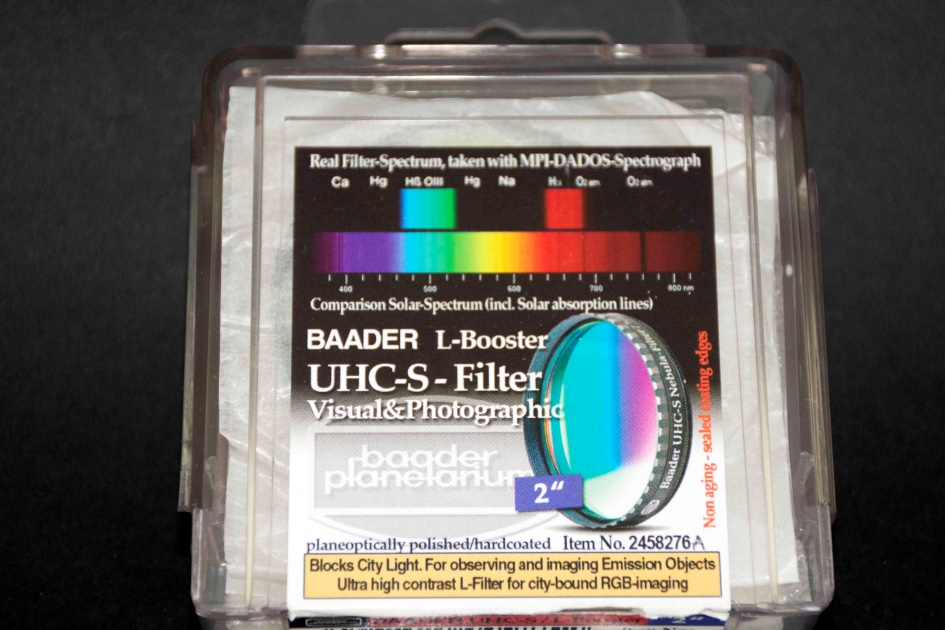 Real Filter-Spectrum, taken with MPI-DADOS-Spectrograph
Ca Hg Hß OIII Hg Na Hα O₂ atm O₂ atm
400 500 600 700 800 nm
Comparison Solar-Spectrum (incl. Solar absorption lines)
BAADER L-Booster
UHC-S - Filter
Visual&Photographic
baader
planetarium
2“
Baader UHC-S Nebula Filter
Non aging - sealed coating edges
planeoptically polished/hardcoated Item No. 2458276A
Blocks City Light. For observing and imaging Emission Objects
Ultra high contrast L-Filter for city-bound RGB-imaging